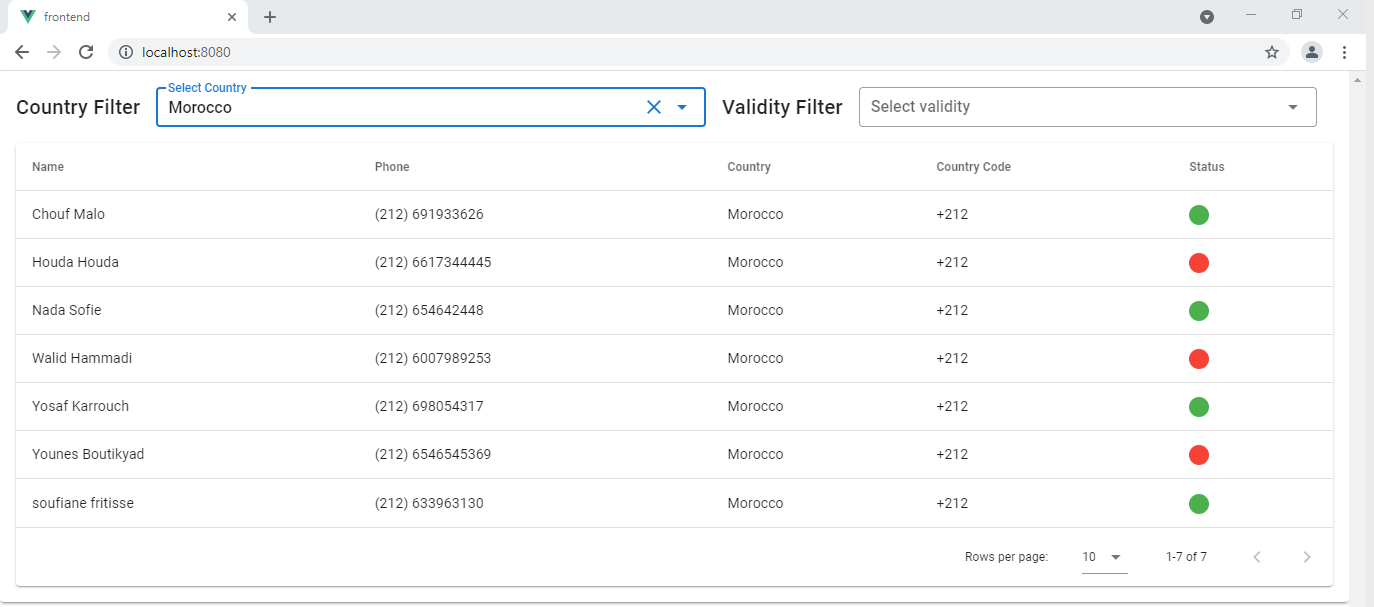 frontend
localhost:8080
Country Filter Select Country Morocco Validity Filter Select validity
Name Phone Country Country Code Status
Chouf Malo (212) 691933626 Morocco +212
Houda Houda (212) 6617344445 Morocco +212
Nada Sofie (212) 654642448 Morocco +212
Walid Hammadi (212) 6007989253 Morocco +212
Yosaf Karrouch (212) 698054317 Morocco +212
Younes Boutikyad (212) 6546545369 Morocco +212
soufiane fritisse (212) 633963130 Morocco +212
Rows per page: 10 1-7 of 7